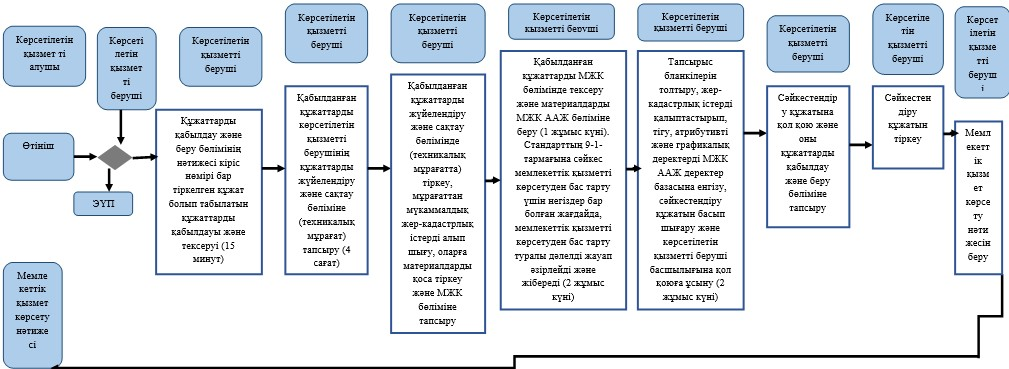 Көрсетілетін
қызмет ті
алушы
Көрсеті
летін
қызмет
ті
беруші
Көрсетілетін
қызметті
беруші
Көрсетілетін
қызметті
беруші
Көрсетілетін
қызметті
беруші
Көрсетілетін
қызметті беруші
Көрсетілетін
қызметті беруші
Көрсетілетін
қызметті
беруші
Көрсетіле
тін
қызметті
беруші
Көрсет
ілетін
қызме
тті
беруш
і
Өтініш
ЭҮП
Құжаттарды
қабылдау және
беру бөлімінің
нәтижесі кіріс
нөмірі бар
тіркелген құжат
болып табылатын
құжаттарды
қабылдауы және
тексеруі (15
минут)
Қабылданған
құжаттарды
көрсетілетін
қызметті
берушінің
құжаттарды
жүйелендіру
және сақтау
бөліміне
(техникалық
мұрағат)
тапсыру (4
сағат)
Қабылданған
құжаттарды
жүйелендіру
және сақтау
бөлімінде
(техникалық
мұрағатта)
тіркеу,
мұрағаттан
мүкаммалдық
жер-кадастрлық
істерді алып
шығу, оларға
материалдарды
қоса тіркеу
және МЖК
бөліміне
тапсыру
Қабылданған
құжаттарды МЖК
бөлімінде тексеру
және материалдарды
МЖК ААЖ бөліміне
беру (1 жұмыс күні).
Стандарттың 9-1-
тармағына сәйкес
мемлекеттік қызметті
көрсетуден бас тарту
үшін негіздер бар
болған жағдайда,
мемлекеттік қызметті
көрсетуден бас тарту
туралы дәлелді жауап
әзірлейді және
жібереді (2 жұмыс
күні)
Тапсырыс
бланкілерін
толтыру, жер-
кадастрлық істерді
қалыптастырып,
тігу, атрибутивті
және графикалық
деректерді МЖК
ААЖ деректер
базасына енгізу,
сәйкестендіру
құжатын басып
шығару және
көрсетілетін
қызметті беруші
басшылығына қол
қоюға ұсыну (2
жұмыс күні)
Сәйкестендір
у құжатына
қол қою және
оны
құжаттарды
қабылдау
және беру
бөліміне
тапсыру
Сәйкестен
діру
құжатын
тіркеу
Мемл
екетті
к
қызм
ет
көрсе
ту
нәти
жесін
беру
Мемле
кеттік
қызмет
көрсету
нәтиже
сі